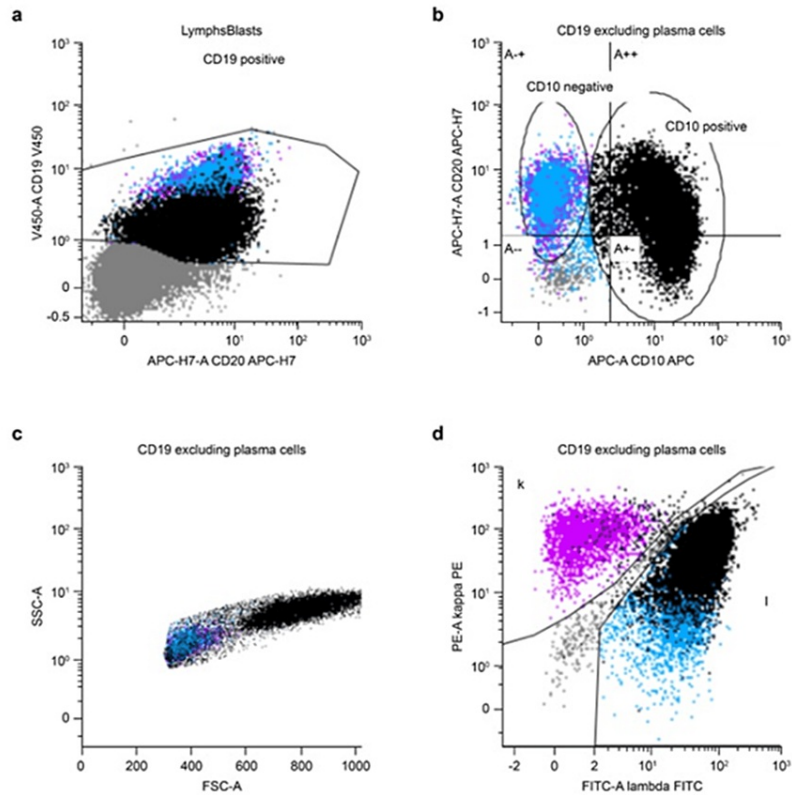 a
LymphsBlasts
CD19 positive
10³
10²
10¹
10⁰
0
-0.5
V450-A CD19 V450
0
10¹
10²
10³
APC-H7-A CD20 APC-H7
b
CD19 excluding plasma cells
A-+
A++
CD10 negative
CD10 positive
A--
A+-
10³
10²
10¹
1
0
-1
APC-H7-A CD20 APC-H7
0
10⁰
10¹
10²
10³
APC-A CD10 APC
c
CD19 excluding plasma cells
10³
10²
10¹
10⁰
0
SSC-A
0
200
400
600
800
1000
FSC-A
d
CD19 excluding plasma cells
k
l
10³
10²
10¹
10⁰
0
PE-A kappa PE
-2
0
2
10¹
10²
10³
FITC-A lambda FITC